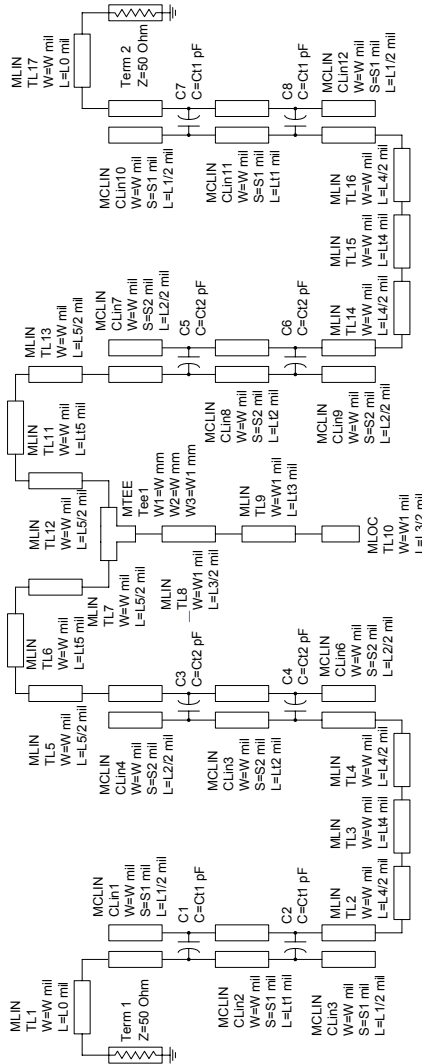 MLIN
TL1
W=W mil
L=L0 mil
Term 1
Z=50 Ohm
MCLIN
CLin1
W=W mil
S=S1 mil
L=L1/2 mil
C1
C=Ct1 pF
MCLIN
CLin2
W=W mil
S=S1 mil
L=Lt1 mil
C2
C=Ct1 pF
MCLIN
CLin3
W=W mil
S=S1 mil
L=L1/2 mil
MLIN
TL2
W=W mil
L=L4/2 mil
MLIN
TL3
W=W mil
L=Lt4 mil
MLIN
TL4
W=W mil
L=L4/2 mil
MLIN
TL5
W=W mil
L=L5/2 mil
MLIN
TL6
W=W mil
L=Lt5 mil
MCLIN
CLin4
W=W mil
S=S2 mil
L=L2/2 mil
C3
C=Ct2 pF
MCLIN
CLin3
W=W mil
S=S2 mil
L=Lt2 mil
C4
C=Ct2 pF
MCLIN
CLin6
W=W mil
S=S2 mil
L=L2/2 mil
MLIN
TL7
W=W mil
L=L5/2 mil
MTEE
Tee1
W1=W mm
W2=W mm
W3=W1 mm
MLIN
TL8
W=W1 mil
L=L3/2 mil
MLIN
TL9
W=W1 mil
L=Lt3 mil
MLOC
TL10
W=W1 mil
L=L3/2 mil
MLIN
TL12
W=W mil
L=L5/2 mil
MLIN
TL11
W=W mil
L=Lt5 mil
MLIN
TL13
W=W mil
L=L5/2 mil
MCLIN
CLin7
W=W mil
S=S2 mil
L=L2/2 mil
C5
C=Ct2 pF
MCLIN
CLin8
W=W mil
S=S2 mil
L=Lt2 mil
C6
C=Ct2 pF
MCLIN
CLin9
W=W mil
S=S2 mil
L=L2/2 mil
MLIN
TL14
W=W mil
L=L4/2 mil
MLIN
TL15
W=W mil
L=Lt4 mil
MLIN
TL16
W=W mil
L=L4/2 mil
MLIN
TL17
W=W mil
L=L0 mil
Term 2
Z=50 Ohm
MCLIN
CLin10
W=W mil
S=S1 mil
L=L1/2 mil
C7
C=Ct1 pF
MCLIN
CLin11
W=W mil
S=S1 mil
L=Lt1 mil
C8
C=Ct1 pF
MCLIN
CLin12
W=W mil
S=S1 mil
L=L1/2 mil